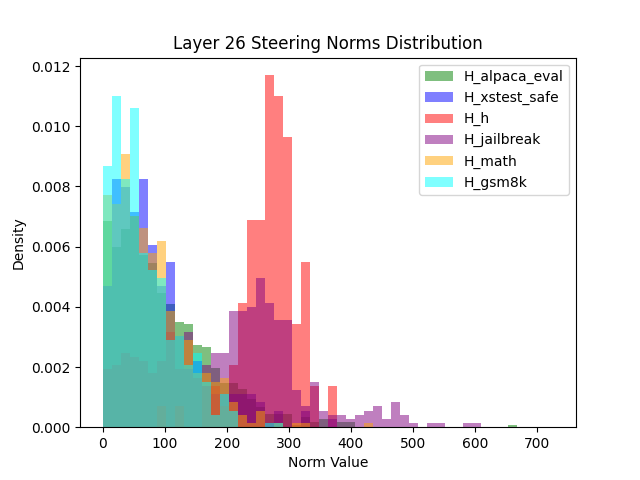 Layer 26 Steering Norms Distribution
0.012
0.010
0.008
0.006
0.004
0.002
0.000
Density
H_alpaca_eval
H_xstest_safe
H_h
H_jailbreak
H_math
H_gsm8k
0 100 200 300 400 500 600 700
Norm Value